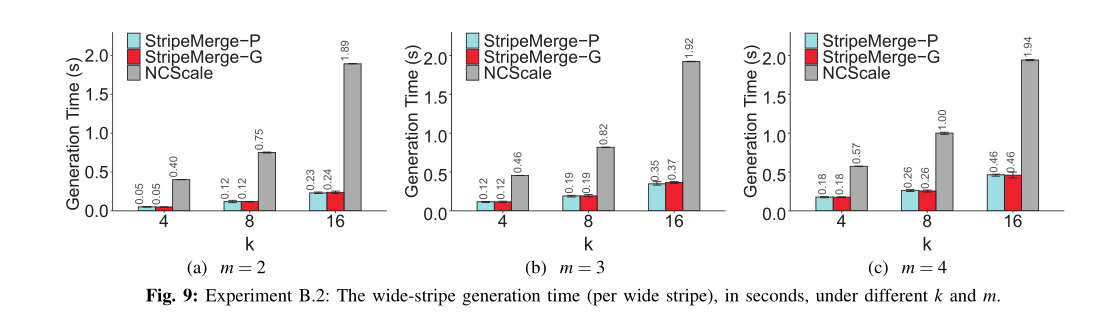 StripeMerge−P
StripeMerge−G
NCScale
Generation Time (s)
2.0
1.5
1.0
0.5
0.0
0.05
0.05
0.40
0.12
0.12
0.75
0.23
0.24
1.89
4
8
16
k
(a) m = 2
StripeMerge−P
StripeMerge−G
NCScale
Generation Time (s)
2.0
1.5
1.0
0.5
0.0
0.12
0.12
0.46
0.19
0.19
0.82
0.35
0.37
1.92
4
8
16
k
(b) m = 3
StripeMerge−P
StripeMerge−G
NCScale
Generation Time (s)
2.0
1.5
1.0
0.5
0.0
0.18
0.18
0.57
0.26
0.26
1.00
0.46
0.46
1.94
4
8
16
k
(c) m = 4
Fig. 9: Experiment B.2: The wide-stripe generation time (per wide stripe), in seconds, under different k and m.